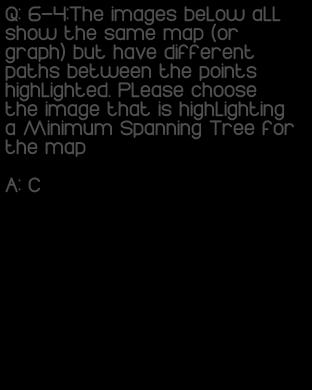 Q: 6-4:The images below all
show the same map (or
graph) but have different
paths between the points
highlighted. Please choose
the image that is highlighting
a Minimum Spanning Tree for
the map
A: C